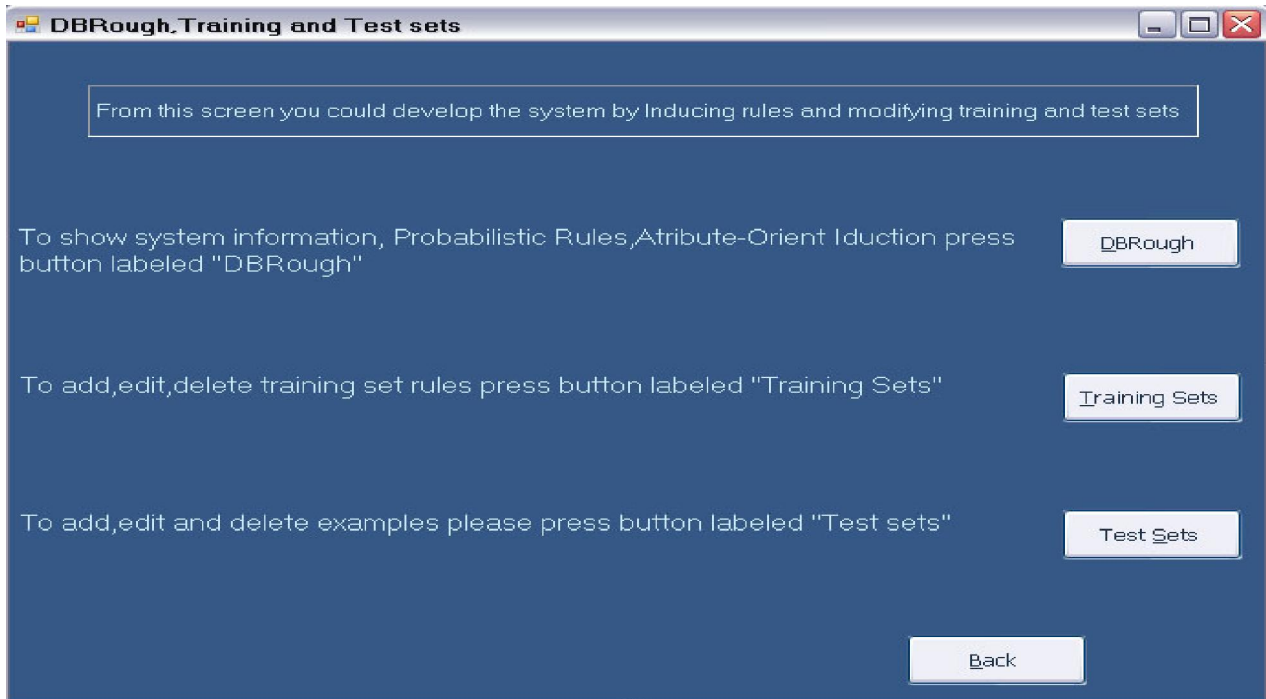 DBRough,Training and Test sets
From this screen you could develop the system by Inducing rules and modifying training and test sets
To show system information, Probabilistic Rules,Atribute-Orient Iduction press
button labeled "DBRough"
DBRough
To add,edit,delete training set rules press button labeled "Training Sets"
Training Sets
To add,edit and delete examples please press button labeled "Test sets"
Test Sets
Back